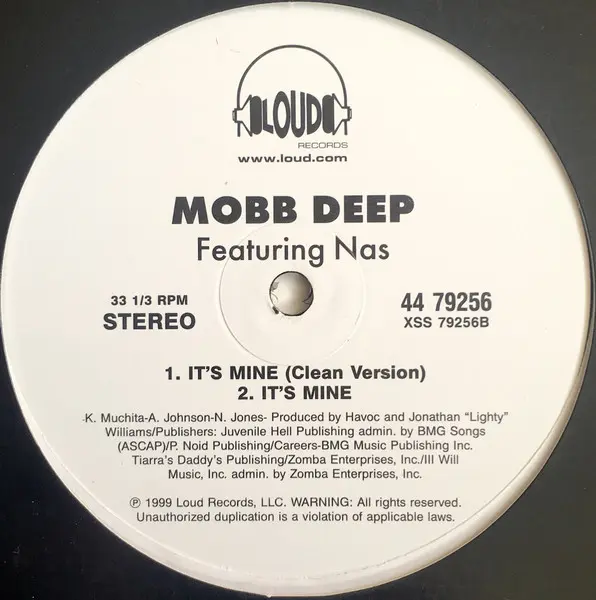 LOUD
RECORDS
www.loud.com
MOBB DEEP
Featuring Nas
33 1/3 RPM
STEREO
44 79256
XSS 79256B
1. IT'S MINE (Clean Version)
2. IT'S MINE
-K. Muchita-A. Johnson-N. Jones- Produced by Havoc and Jonathan "Lighty"
Williams/Publishers: Juvenile Hell Publishing admin. by BMG Songs
(ASCAP)/P. Noid Publishing/Careers-BMG Music Publishing Inc.
Tiarra's Daddy's Publishing/Zomba Enterprises, Inc./Ill Will
Music, Inc. admin. by Zomba Enterprises, Inc.
℗ 1999 Loud Records, LLC. WARNING: All rights reserved.
Unauthorized duplication is a violation of applicable laws.